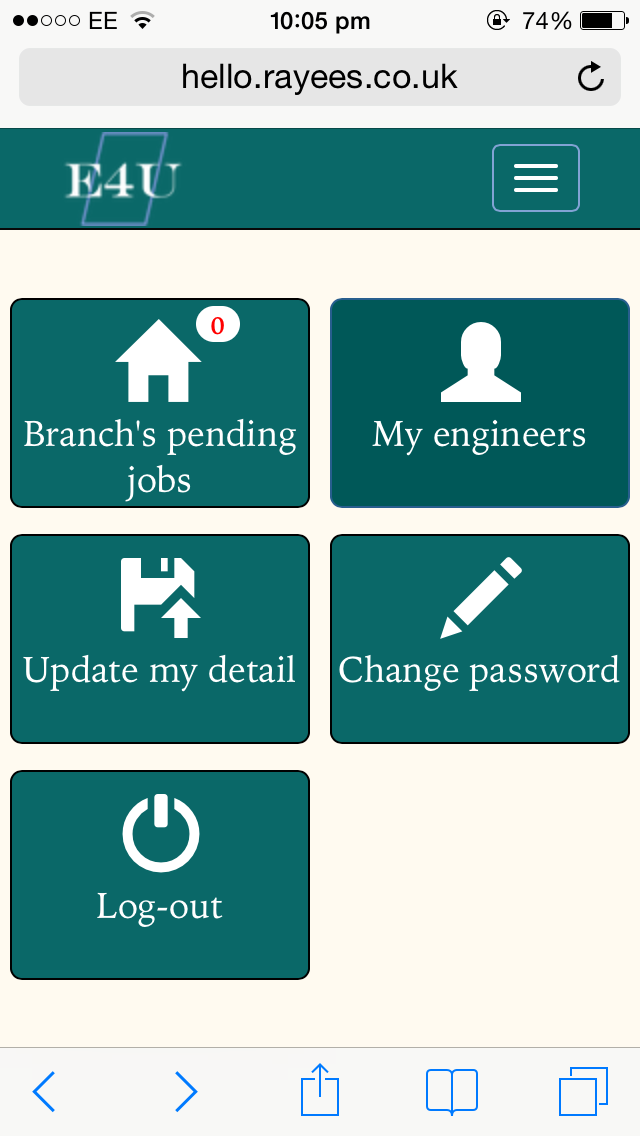 EE 10:05 pm 74%
hello.rayees.co.uk
E4U
0
Branch's pending
jobs
My engineers
Update my detail
Change password
Log-out